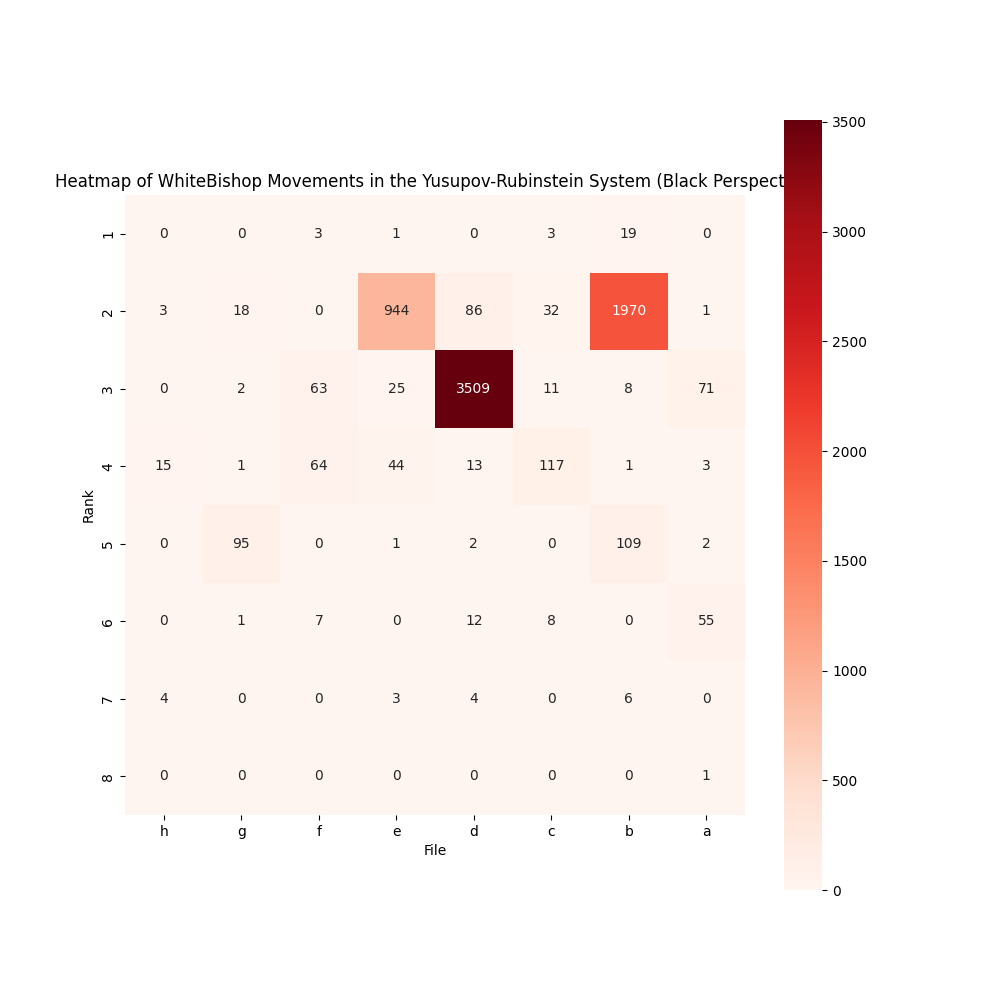 Heatmap of WhiteBishop Movements in the Yusupov-Rubinstein System (Black Perspect
3500
3000
2500
2000
1500
1000
500
0
Rank
1 0 0 3 1 0 3 19 0
2 3 18 0 944 86 32 1970 1
3 0 2 63 25 3509 11 8 71
4 15 1 64 44 13 117 1 3
5 0 95 0 1 2 0 109 2
6 0 1 7 0 12 8 0 55
7 4 0 0 3 4 0 6 0
8 0 0 0 0 0 0 0 1
h g f e d c b a
File